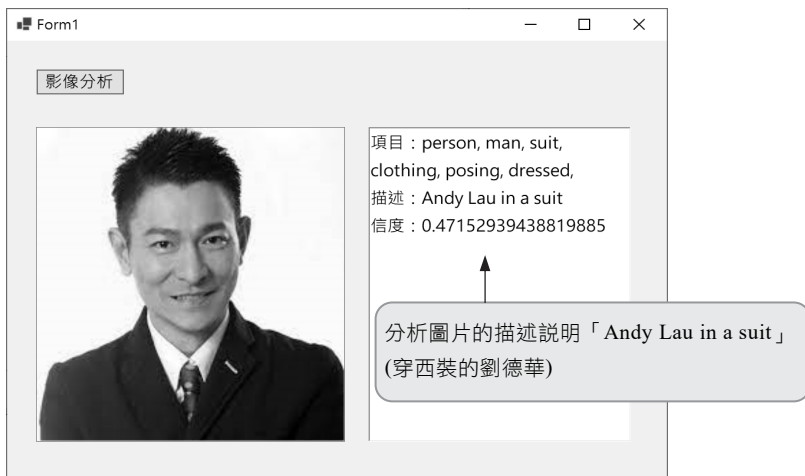 Form1
影像分析
項目：person, man, suit,
clothing, posing, dressed,
描述：Andy Lau in a suit
信度：0.47152939438819885
分析圖片的描述說明「Andy Lau in a suit」
(穿西裝的劉德華)